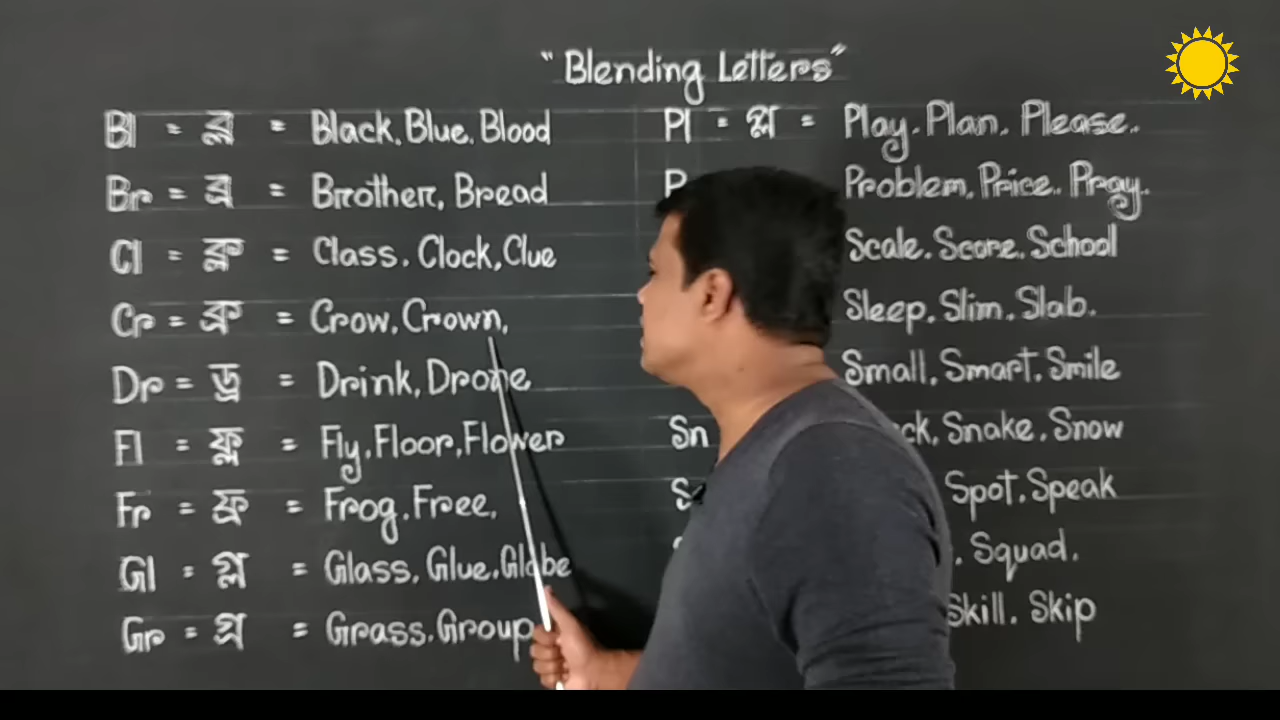 "Blending Letters"
Bl = ব্ল = Black, Blue, Blood
Br = ব্র = Brother, Bread
Cl = ক্ল = Class, Clock, Clue
Cr = ক্র = Crow, Crown,
Dr = ড্র = Drink, Drone,
Fl = ফ্ল = Fly, Floor, Flower
Fr = ফ্র = Frog, Free,
Gl = গ্ল = Glass, Glue, Globe
Gr = গ্র = Grass, Group
Pl = প্ল = Play, Plan, Please.
P Problem, Price, Pray.
Scale, Score, School
Sleep, Slim, Slab.
Small, Smart, Smile
Sn ck, Snake, Snow
S Spot, Speak
, Squad.
Skill, Skip